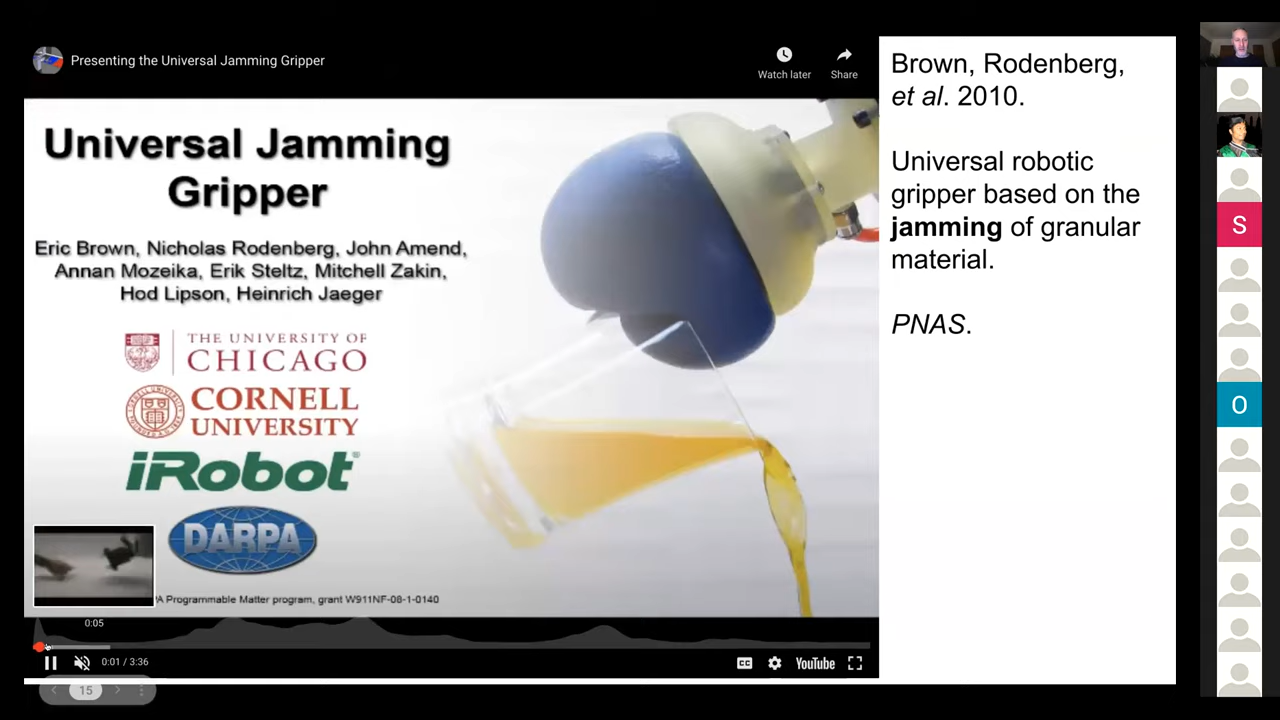 Presenting the Universal Jamming Gripper
Watch later
Share
Universal Jamming
Gripper
Eric Brown, Nicholas Rodenberg, John Amend,
Annan Mozeika, Erik Steltz, Mitchell Zakin,
Hod Lipson, Heinrich Jaeger
THE UNIVERSITY OF
CHICAGO
CORNELL
UNIVERSITY
iRobot
DARPA
Programmable Matter program, grant W911NF-08-1-0140
0:05
0:01 / 3:36
CC
YouTube
15
Brown, Rodenberg,
et al. 2010.
Universal robotic
gripper based on the
jamming of granular
material.
PNAS.
S
O